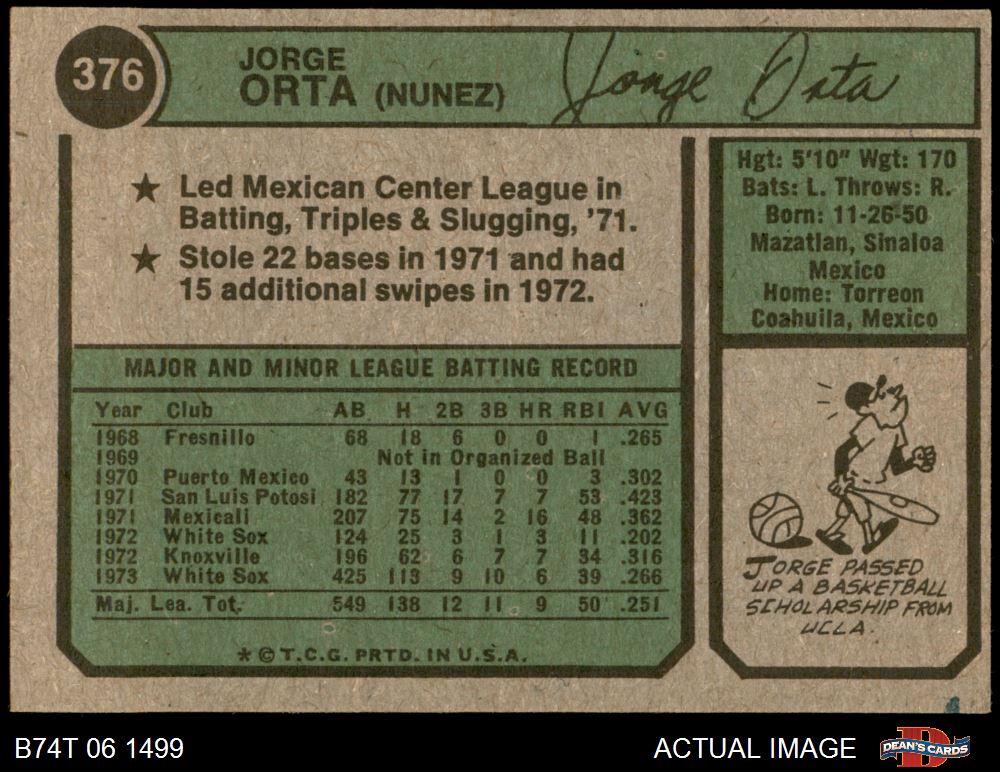 376
JORGE
ORTA (NUNEZ)
Jorge Orta
★ Led Mexican Center League in
Batting, Triples & Slugging, '71.
★ Stole 22 bases in 1971 and had
15 additional swipes in 1972.
Hgt: 5'10" Wgt: 170
Bats: L. Throws: R.
Born: 11-26-50
Mazatlan, Sinaloa
Mexico
Home: Torreon
Coahuila, Mexico
MAJOR AND MINOR LEAGUE BATTING RECORD
Year Club AB H 2B 3B HR RBI AVG
1968 Fresnillo 68 18 6 0 0 1 .265
1969 Not in Organized Ball
1970 Puerto Mexico 43 13 1 0 0 3 .302
1971 San Luis Potosi 182 77 17 7 7 53 .423
1971 Mexicali 207 75 14 2 16 48 .362
1972 White Sox 124 25 3 1 3 11 .202
1972 Knoxville 196 62 6 7 7 34 .316
1973 White Sox 425 113 9 10 6 39 .266
Maj. Lea. Tot. 549 138 12 11 9 50 .251
* © T.C.G. PRTD. IN U.S.A.
JORGE PASSED
UP A BASKETBALL
SCHOLARSHIP FROM
UCLA.
B74T 06 1499
ACTUAL IMAGE
D
DEAN'S CARDS